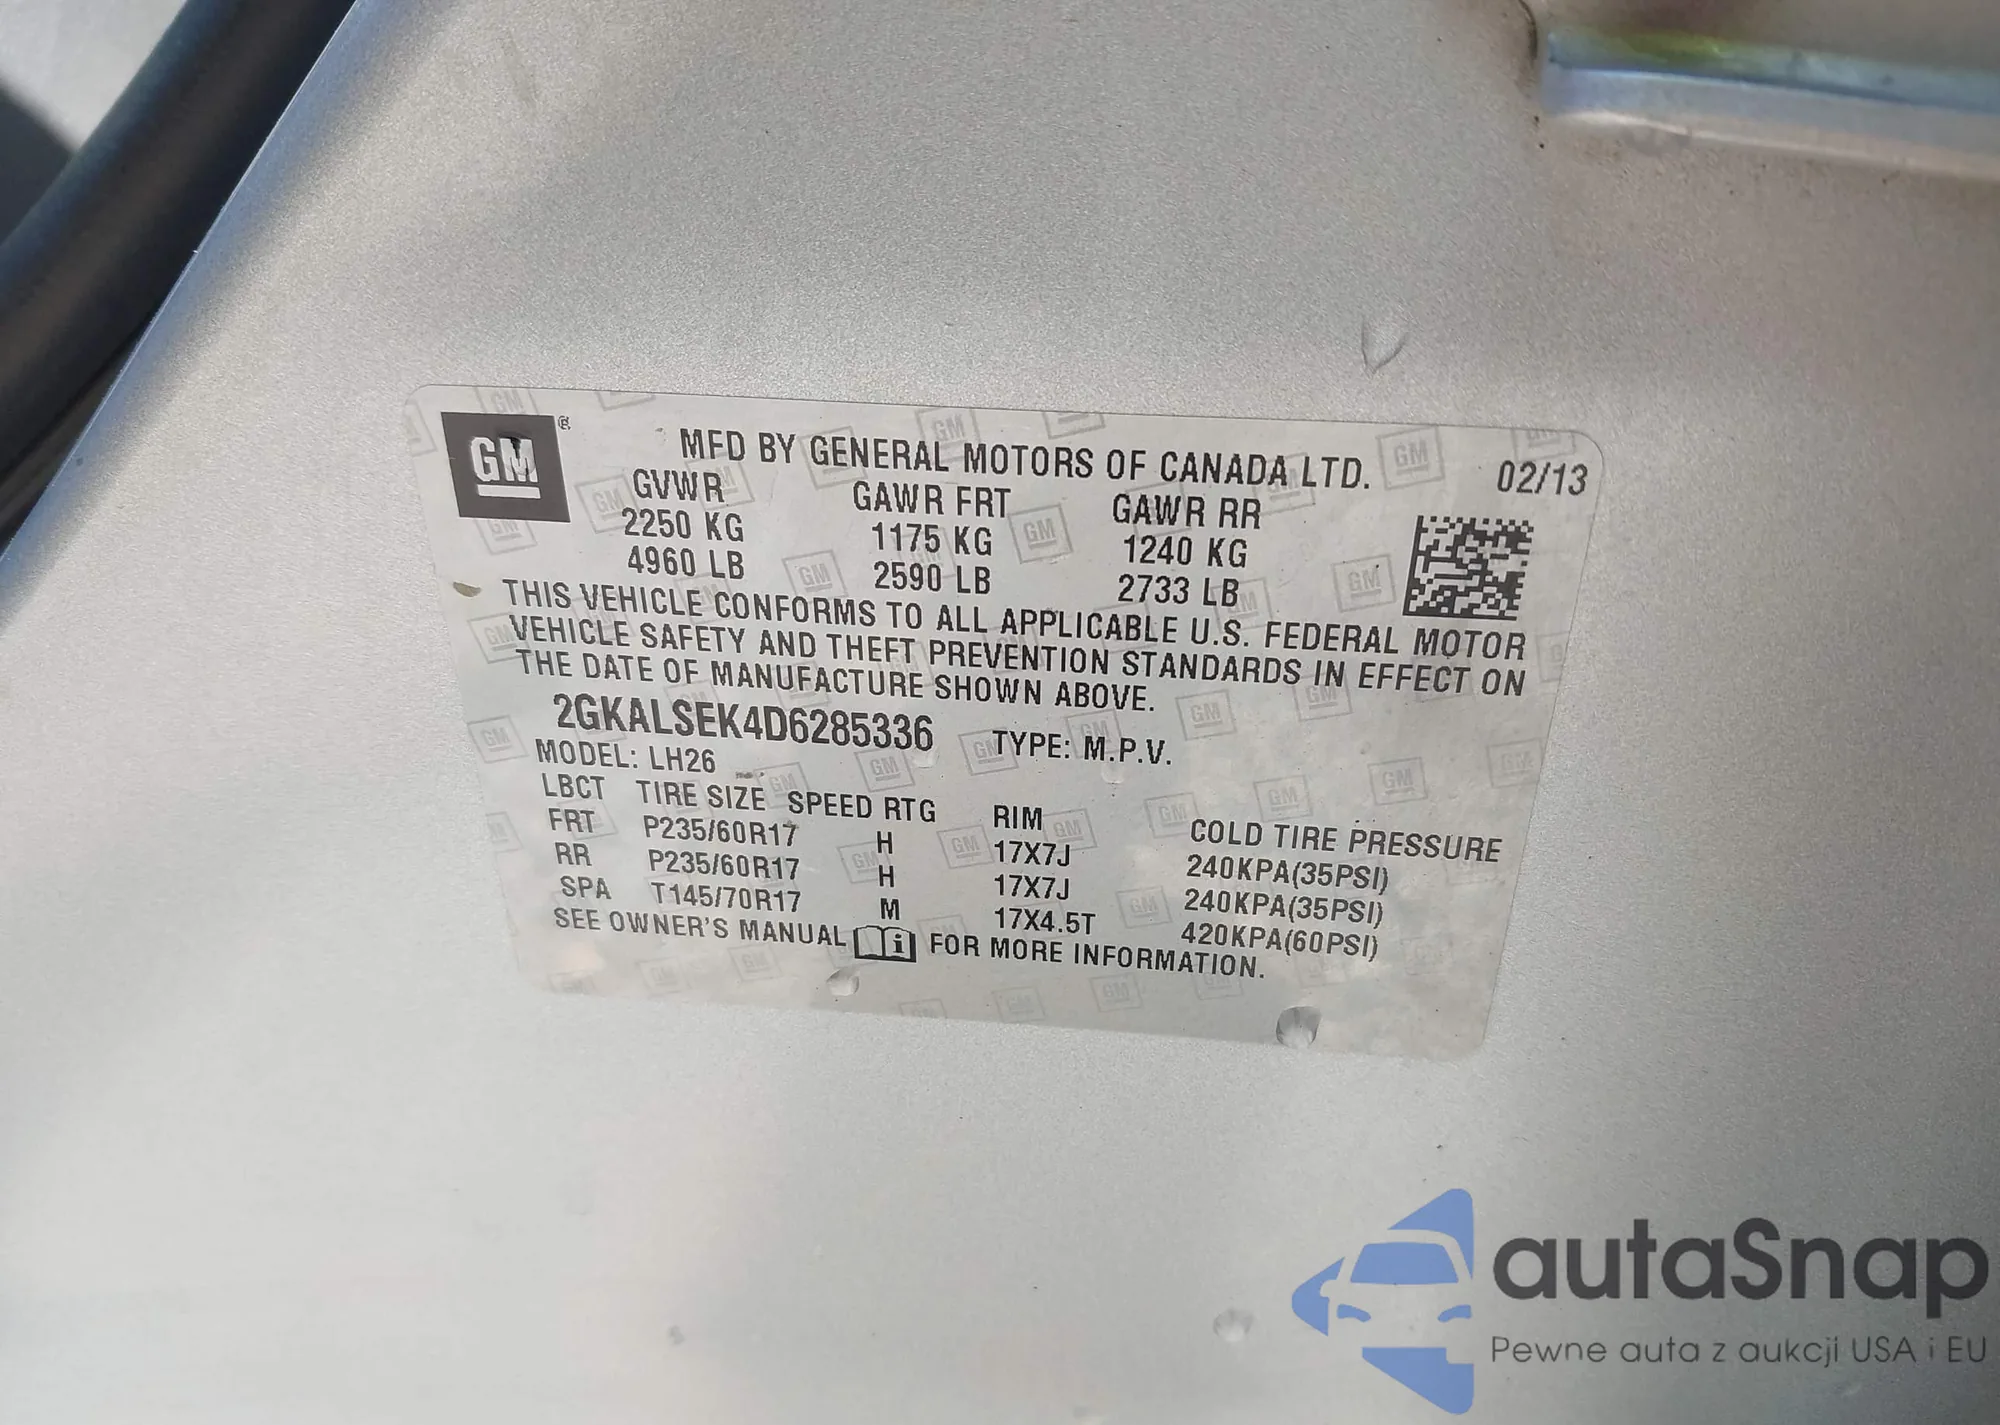 GM ®
MFD BY GENERAL MOTORS OF CANADA LTD. 02/13
GVWR GAWR FRT GAWR RR
2250 KG 1175 KG 1240 KG
4960 LB 2590 LB 2733 LB
THIS VEHICLE CONFORMS TO ALL APPLICABLE U.S. FEDERAL MOTOR
VEHICLE SAFETY AND THEFT PREVENTION STANDARDS IN EFFECT ON
THE DATE OF MANUFACTURE SHOWN ABOVE.
2GKALSEK4D6285336 TYPE: M.P.V.
MODEL: LH26
LBCT TIRE SIZE SPEED RTG RIM COLD TIRE PRESSURE
FRT P235/60R17 H 17X7J 240KPA(35PSI)
RR P235/60R17 H 17X7J 240KPA(35PSI)
SPA T145/70R17 M 17X4.5T 420KPA(60PSI)
SEE OWNER'S MANUAL i FOR MORE INFORMATION.
autaSnap
Pewne auta z aukcji USA i EU